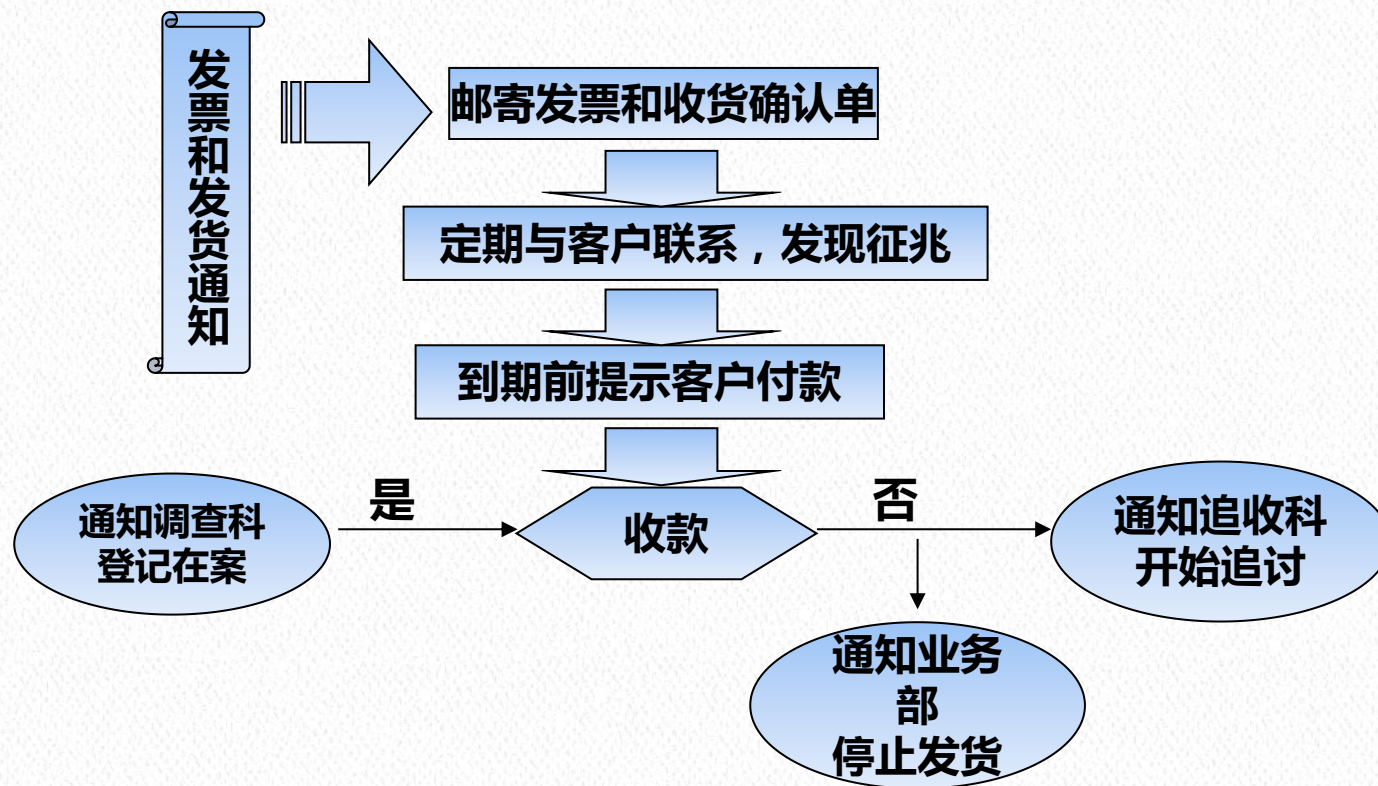 发票和发货通知
邮寄发票和收货确认单
定期与客户联系，发现征兆
到期前提示客户付款
通知调查科
登记在案
是
收款
否
通知追收科
开始追讨
通知业务
部
停止发货